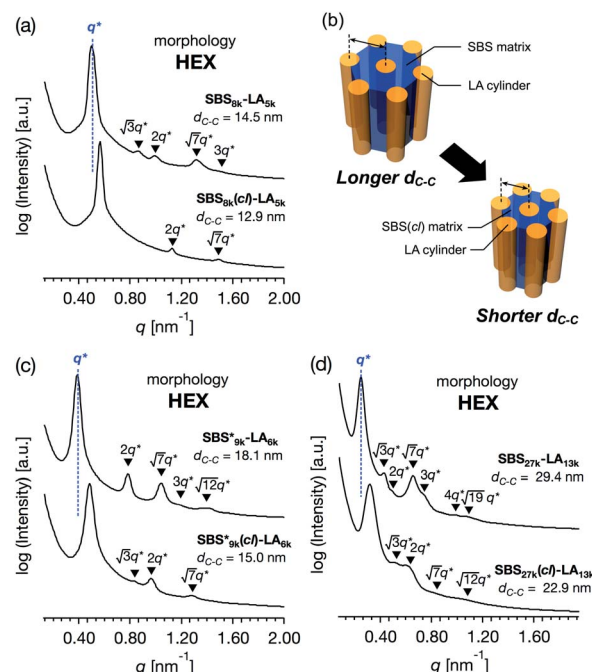 (a)
q*
morphology
HEX
SBS8k-LA5k
dC-C = 14.5 nm
√3q*
2q*
√7q*
3q*
SBS8k(cl)-LA5k
dC-C = 12.9 nm
2q*
√7q*
log (Intensity) [a.u.]
0.40 0.80 1.20 1.60 2.00
q [nm-1]
(b)
SBS matrix
LA cylinder
Longer dC-C
SBS(cl) matrix
LA cylinder
Shorter dC-C
(c)
q*
morphology
HEX
SBS*9k-LA6k
dC-C = 18.1 nm
2q*
√7q*
3q*
√12q*
SBS*9k(cl)-LA6k
dC-C = 15.0 nm
√3q*
2q*
√7q*
log (Intensity) [a.u.]
0.40 0.80 1.20 1.60 2.00
q [nm-1]
(d)
q*
morphology
HEX
√3q*
2q*
√7q*
3q*
SBS27k-LA13k
dC-C = 29.4 nm
4q*
√19 q*
SBS27k(cl)-LA13k
dC-C = 22.9 nm
√3q*
2q*
√7q*
√12q*
log (Intensity) [a.u.]
0.40 0.80 1.20 1.60
q [nm-1]